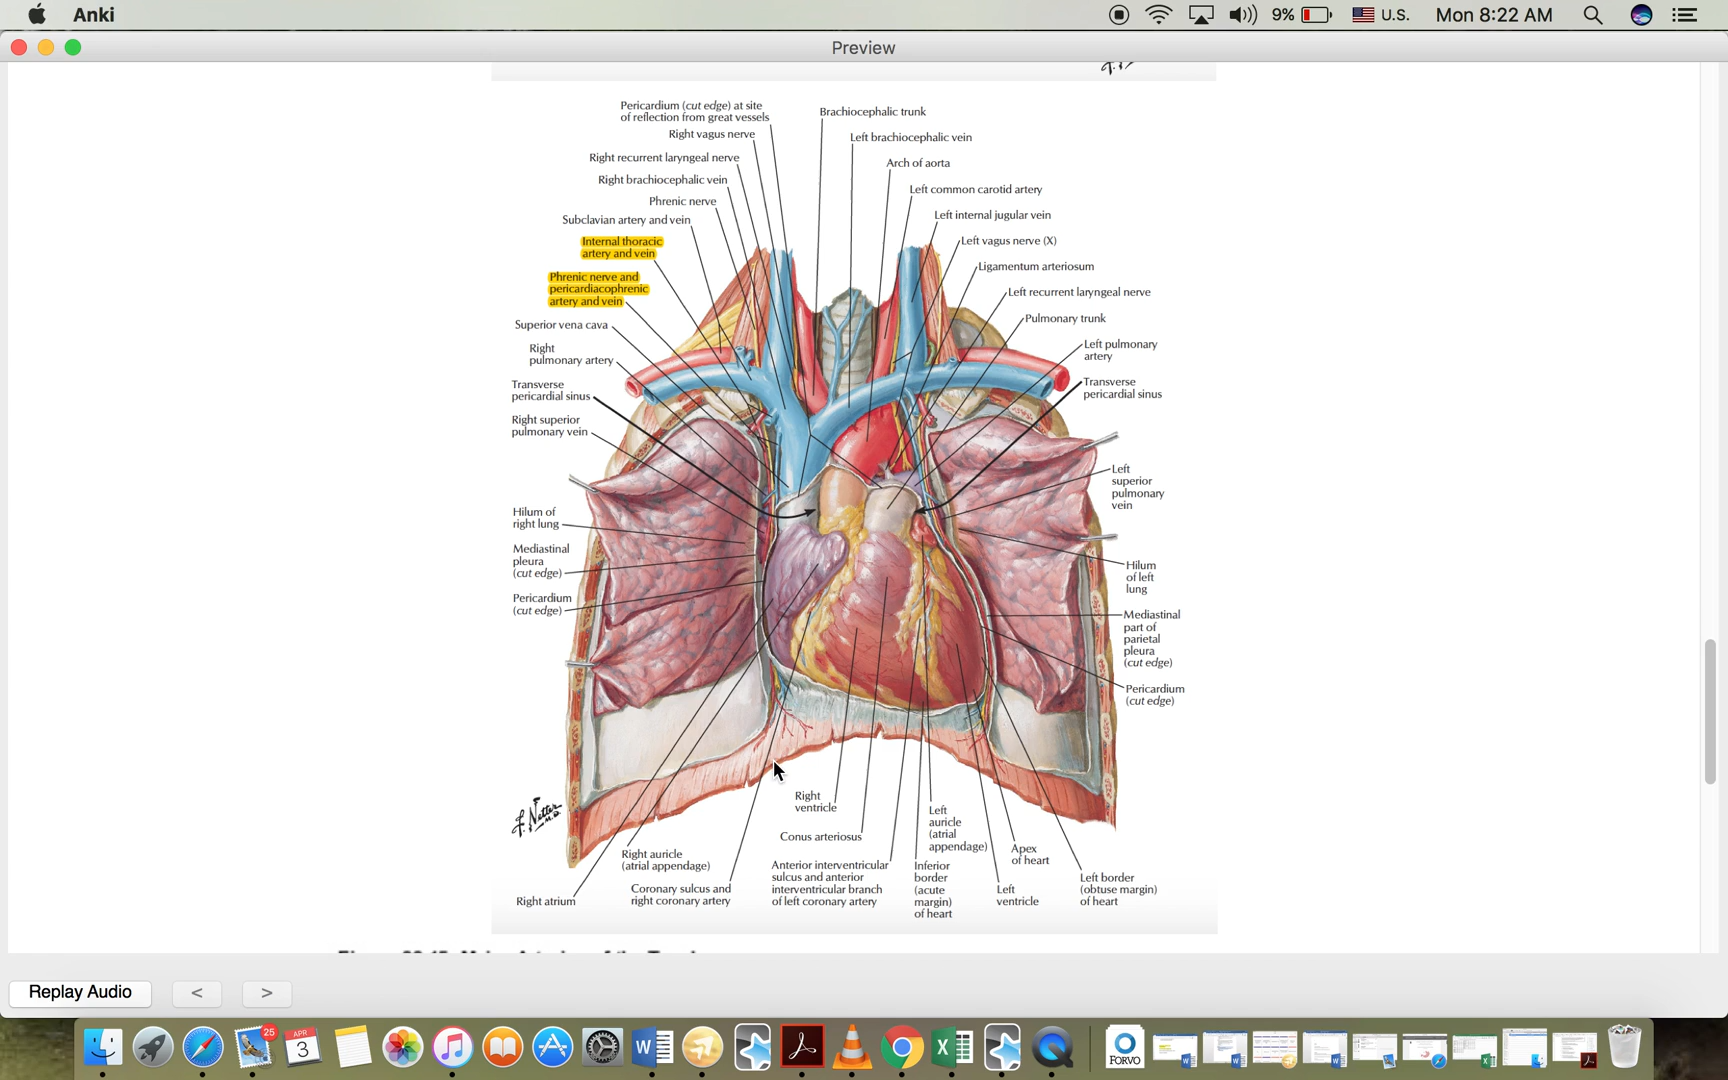 Anki
9%
U.S.
Mon 8:22 AM
Preview
Pericardium (cut edge) at site
of reflection from great vessels
Right vagus nerve
Right recurrent laryngeal nerve
Right brachiocephalic vein
Phrenic nerve
Subclavian artery and vein
Internal thoracic
artery and vein
Phrenic nerve and
pericardiacophrenic
artery and vein
Superior vena cava
Right
pulmonary artery
Transverse
pericardial sinus
Right superior
pulmonary vein
Hilum of
right lung
Mediastinal
pleura
(cut edge)
Pericardium
(cut edge)
Brachiocephalic trunk
Left brachiocephalic vein
Arch of aorta
Left common carotid artery
Left internal jugular vein
Left vagus nerve (X)
Ligamentum arteriosum
Left recurrent laryngeal nerve
Pulmonary trunk
Left pulmonary
artery
Transverse
pericardial sinus
Left
superior
pulmonary
vein
Hilum
of left
lung
Mediastinal
part of
parietal
pleura
(cut edge)
Pericardium
(cut edge)
F. Netter
M.D.
Right atrium
Right auricle
(atrial appendage)
Coronary sulcus and
right coronary artery
Right
ventricle
Conus arteriosus
Anterior interventricular
sulcus and anterior
interventricular branch
of left coronary artery
Left
auricle
(atrial
appendage)
Inferior
border
(acute
margin)
of heart
Apex
of heart
Left
ventricle
Left border
(obtuse margin)
of heart
Replay Audio
<
>
25
APR
3
FORVO